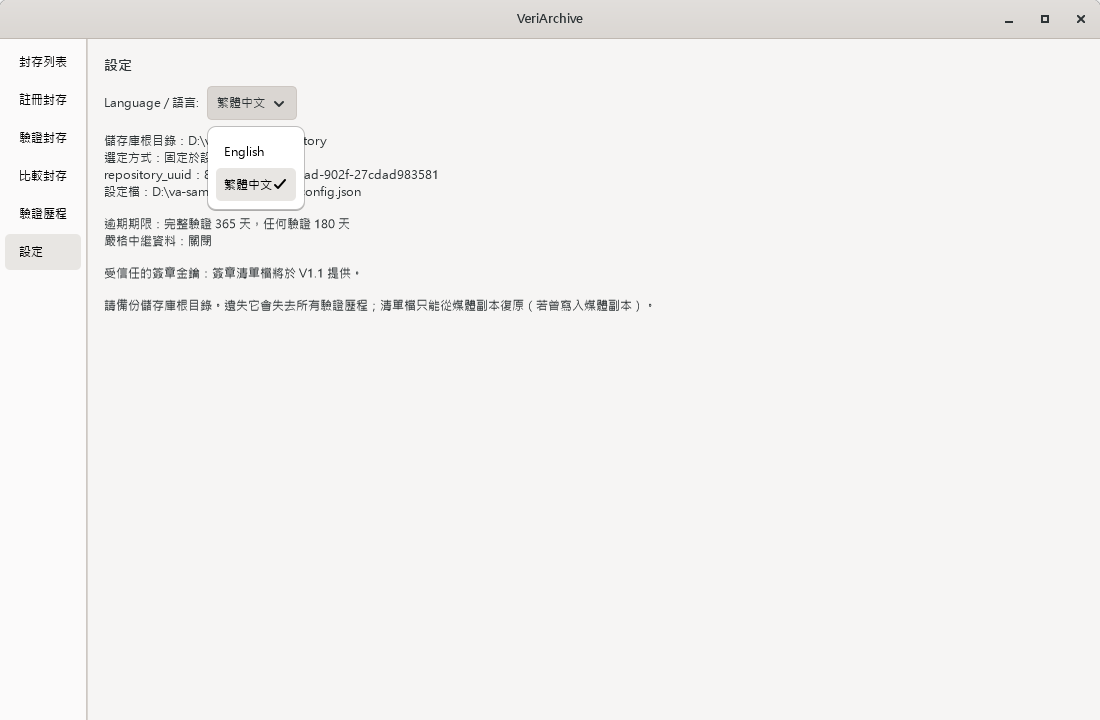 VeriArchive
封存列表
註冊封存
驗證封存
比較封存
驗證歷程
設定
設定
Language / 語言:
繁體中文
English
繁體中文
儲存庫根目錄：D:\ tory
選定方式：固定於
repository_uuid： ad-902f-27cdad983581
設定檔：D:\va-sam onfig.json
逾期期限：完整驗證 365 天，任何驗證 180 天
嚴格中繼資料：關閉
受信任的簽章金鑰：簽章清單檔將於 V1.1 提供。
請備份儲存庫根目錄。遺失它會失去所有驗證歷程；清單檔只能從媒體副本復原（若曾寫入媒體副本）。